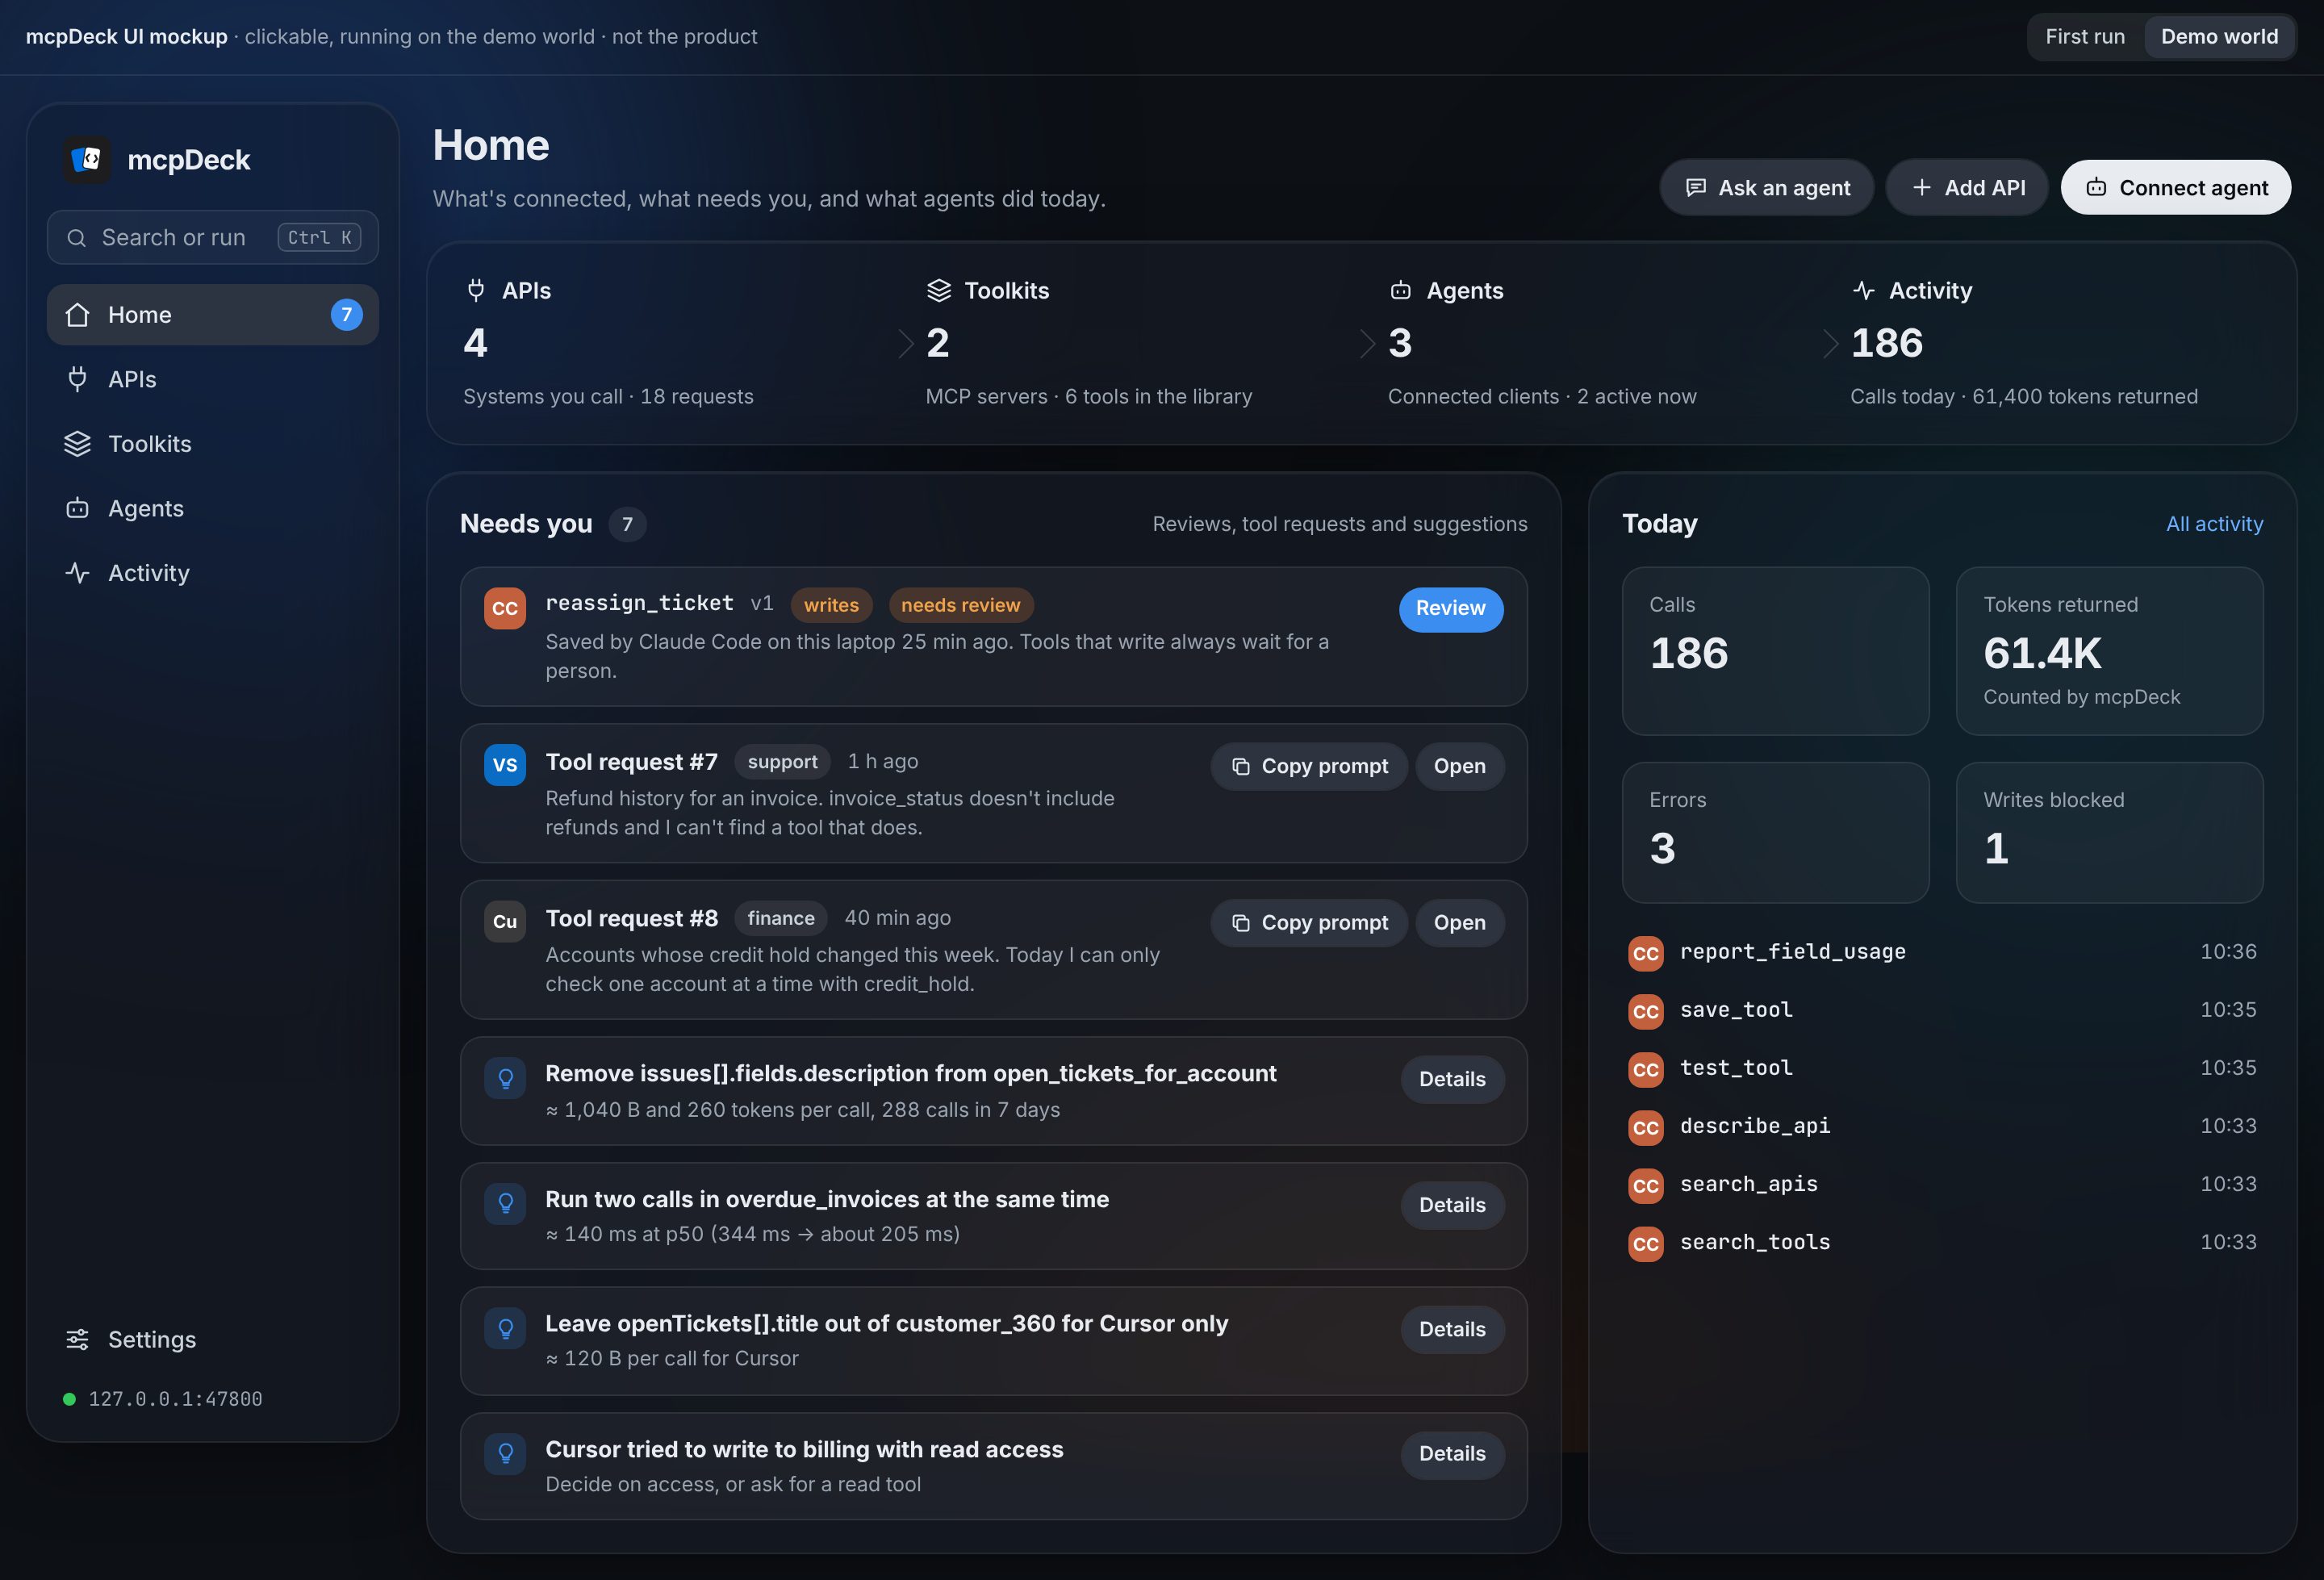 mcpDeck UI mockup · clickable, running on the demo world · not the product
First run
Demo world
mcpDeck
Search or run
Ctrl K
Home
7
APIs
Toolkits
Agents
Activity
Settings
127.0.0.1:47800
Home
What's connected, what needs you, and what agents did today.
Ask an agent
Add API
Connect agent
APIs
4
Systems you call · 18 requests
Toolkits
2
MCP servers · 6 tools in the library
Agents
3
Connected clients · 2 active now
Activity
186
Calls today · 61,400 tokens returned
Needs you
7
Reviews, tool requests and suggestions
CC
reassign_ticket v1 writes needs review
Review
Saved by Claude Code on this laptop 25 min ago. Tools that write always wait for a
person.
VS
Tool request #7 support 1 h ago
Copy prompt
Open
Refund history for an invoice. invoice_status doesn't include
refunds and I can't find a tool that does.
Cu
Tool request #8 finance 40 min ago
Copy prompt
Open
Accounts whose credit hold changed this week. Today I can only
check one account at a time with credit_hold.
Remove issues[].fields.description from open_tickets_for_account
Details
≈ 1,040 B and 260 tokens per call, 288 calls in 7 days
Run two calls in overdue_invoices at the same time
Details
≈ 140 ms at p50 (344 ms → about 205 ms)
Leave openTickets[].title out of customer_360 for Cursor only
Details
≈ 120 B per call for Cursor
Cursor tried to write to billing with read access
Details
Decide on access, or ask for a read tool
Today
All activity
Calls
186
Tokens returned
61.4K
Counted by mcpDeck
Errors
3
Writes blocked
1
CC report_field_usage 10:36
CC save_tool 10:35
CC test_tool 10:35
CC describe_api 10:33
CC search_apis 10:33
CC search_tools 10:33